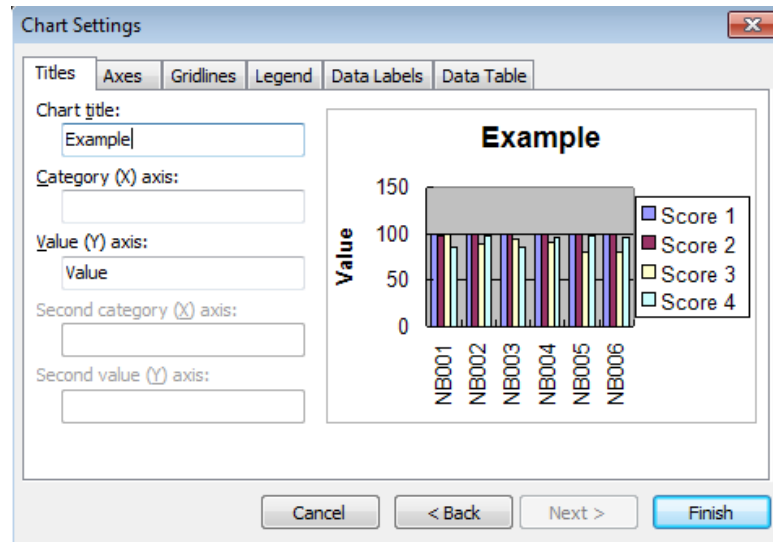 Chart Settings
Titles Axes Gridlines Legend Data Labels Data Table
Chart title:
Example
Category (X) axis:
Value (Y) axis:
Value
Second category (X) axis:
Second value (Y) axis:
Example
Value
150
100
50
0
NB001
NB002
NB003
NB004
NB005
NB006
Score 1
Score 2
Score 3
Score 4
Cancel < Back Next > Finish